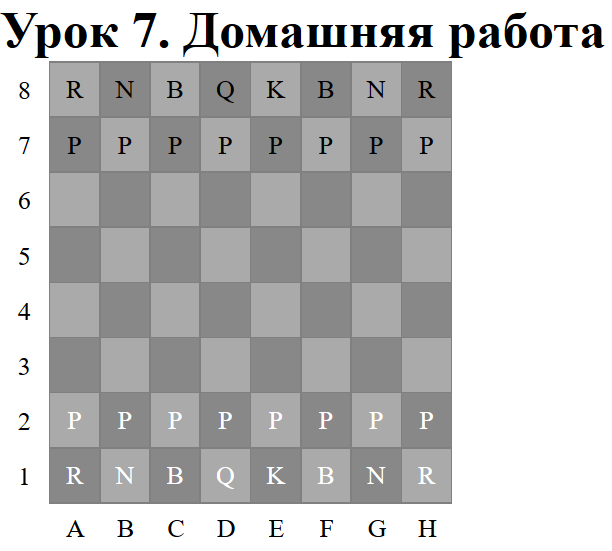 Урок 7. Домашняя работа
8 R N B Q K B N R
7 P P P P P P P P
6
5
4
3
2 P P P P P P P P
1 R N B Q K B N R
A B C D E F G H